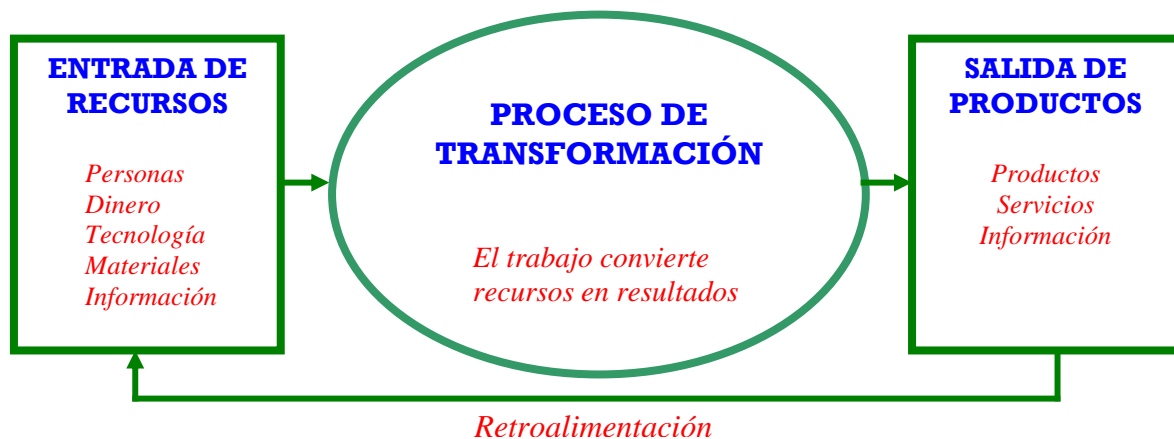 ENTRADA DE
RECURSOS
Personas
Dinero
Tecnología
Materiales
Información
PROCESO DE
TRANSFORMACIÓN
El trabajo convierte
recursos en resultados
SALIDA DE
PRODUCTOS
Productos
Servicios
Información
Retroalimentación